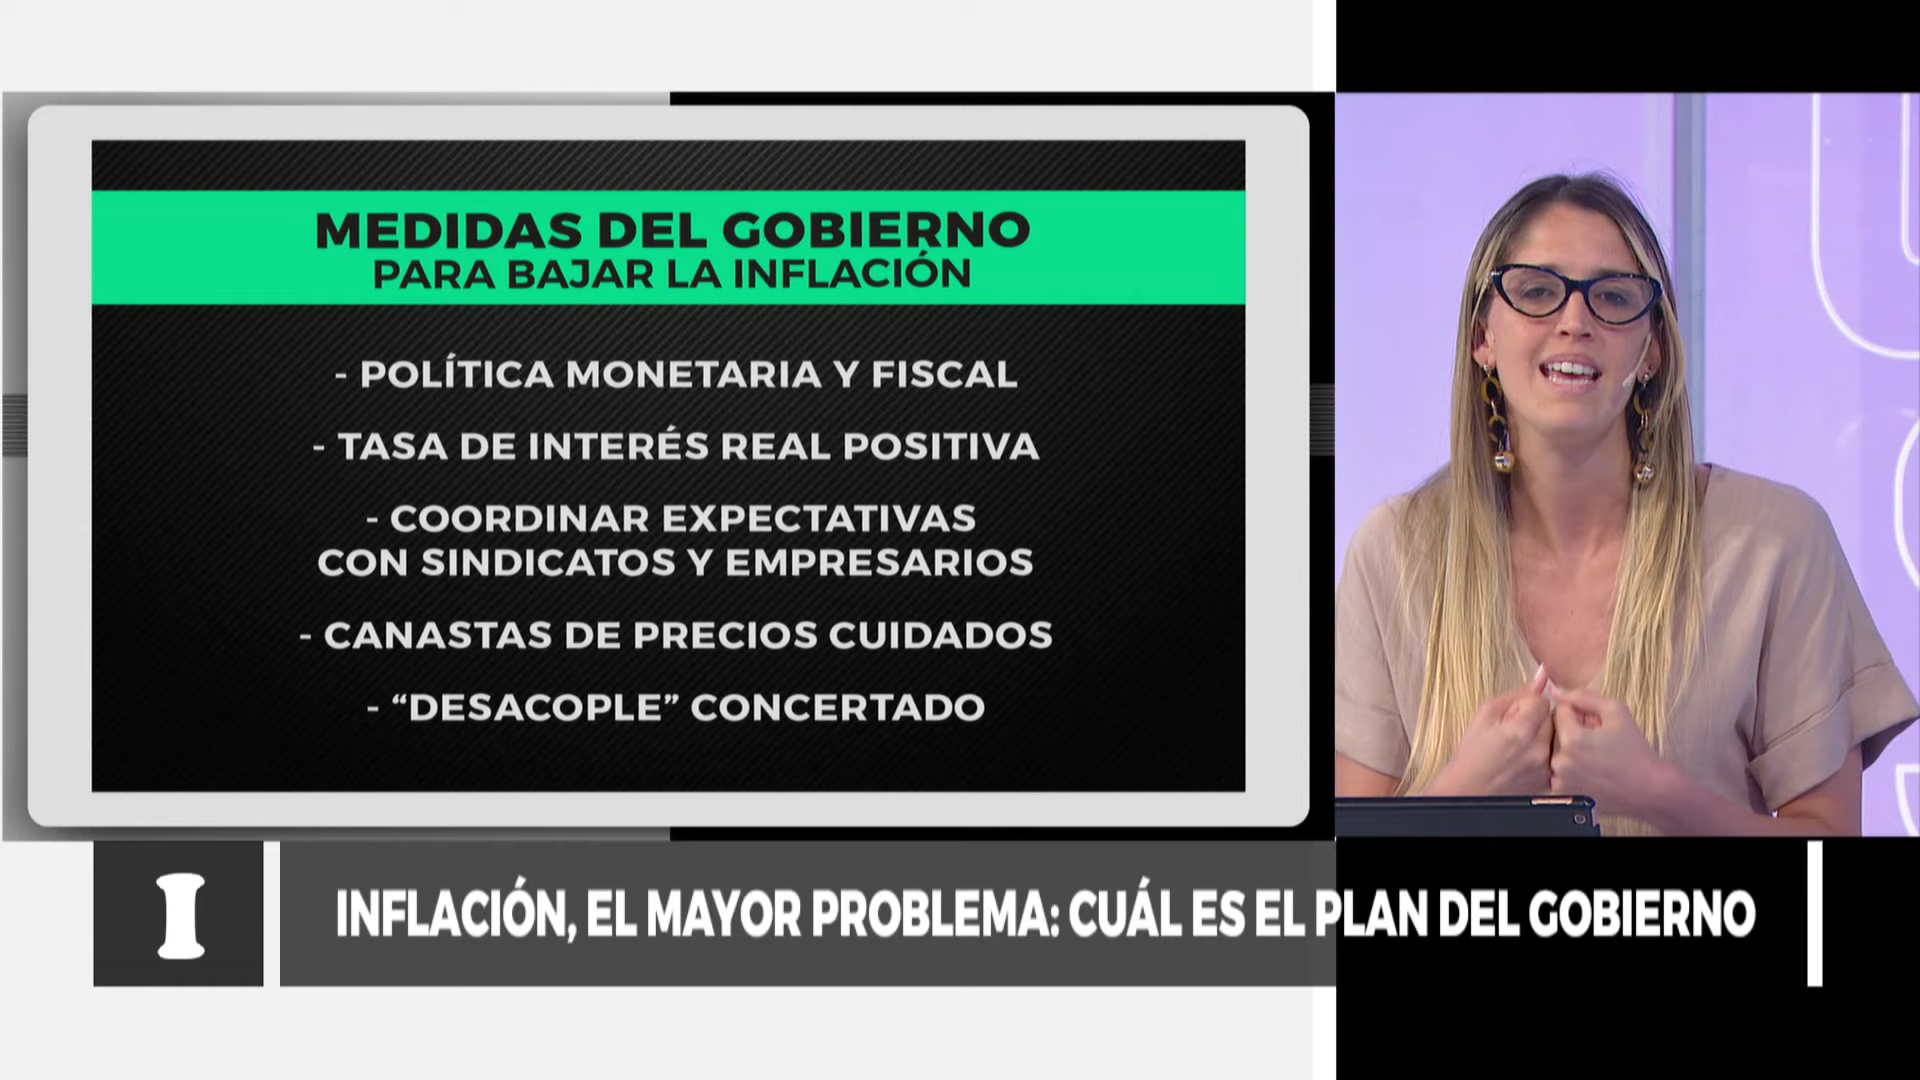 MEDIDAS DEL GOBIERNO
PARA BAJAR LA INFLACIÓN
- POLÍTICA MONETARIA Y FISCAL
- TASA DE INTERÉS REAL POSITIVA
- COORDINAR EXPECTATIVAS
CON SINDICATOS Y EMPRESARIOS
- CANASTAS DE PRECIOS CUIDADOS
- “DESACOPLE” CONCERTADO
I
INFLACIÓN, EL MAYOR PROBLEMA: CUÁL ES EL PLAN DEL GOBIERNO